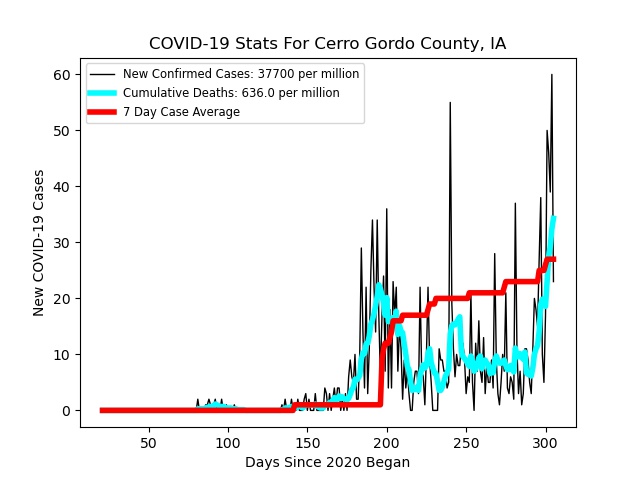 COVID-19 Stats For Cerro Gordo County, IA
New Confirmed Cases: 37700 per million
Cumulative Deaths: 636.0 per million
7 Day Case Average
New COVID-19 Cases
60
50
40
30
20
10
0
50 100 150 200 250 300
Days Since 2020 Began